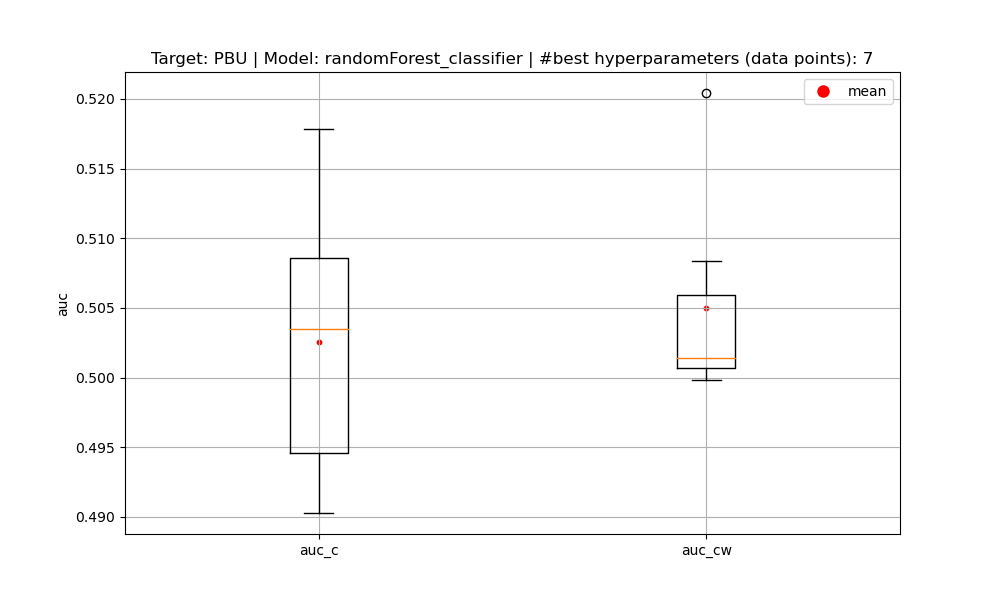 Target: PBU | Model: randomForest_classifier | #best hyperparameters (data points): 7
mean
0.520
0.515
0.510
0.505
0.500
0.495
0.490
auc
auc_c
auc_cw